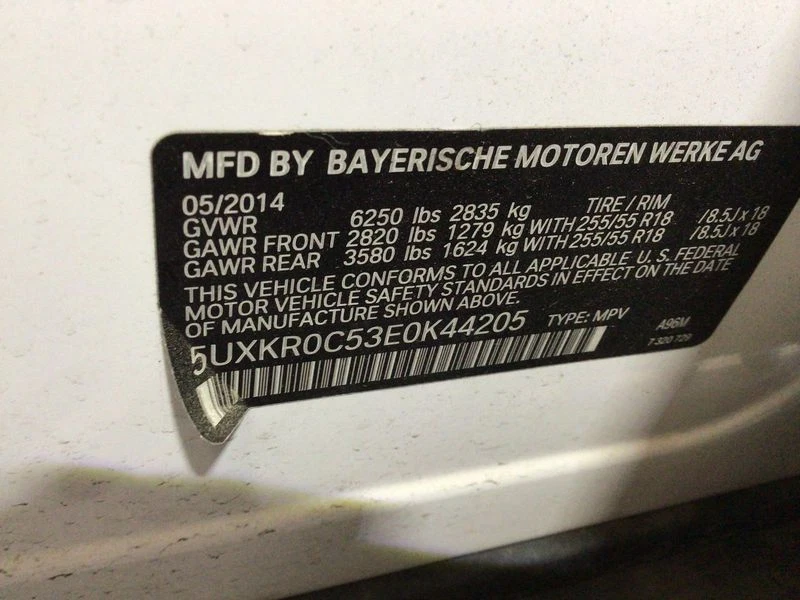 MFD BY BAYERISCHE MOTOREN WERKE AG
05/2014 TIRE / RIM
GVWR 6250 lbs 2835 kg
GAWR FRONT 2820 lbs 1279 kg WITH 255/55 R18 /8.5J x 18
GAWR REAR 3580 lbs 1624 kg WITH 255/55 R18 /8.5J x 18
THIS VEHICLE CONFORMS TO ALL APPLICABLE U. S. FEDERAL
MOTOR VEHICLE SAFETY STANDARDS IN EFFECT ON THE DATE
OF MANUFACTURE SHOWN ABOVE.
5UXKR0C53E0K44205 TYPE: MPV A96M
7 320 729